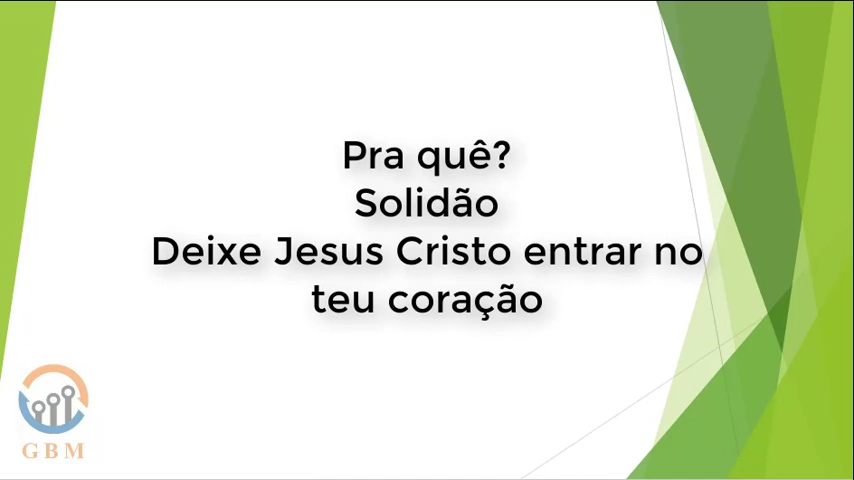 Pra quê?
Solidão
Deixe Jesus Cristo entrar no
teu coração
GBM